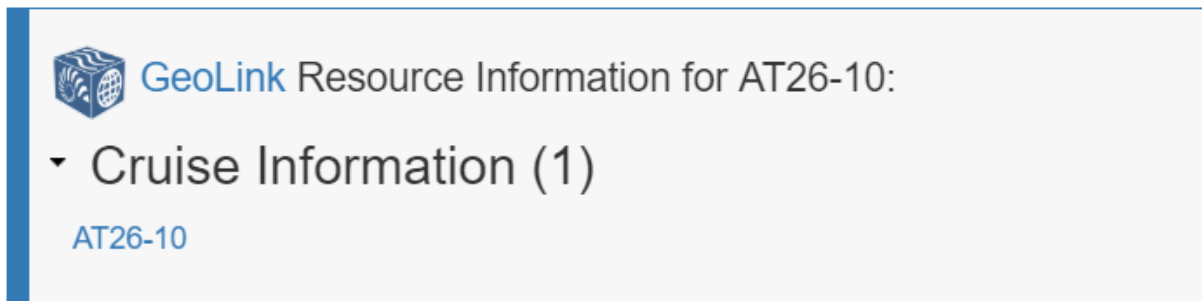 GeoLink Resource Information for AT26-10:
Cruise Information (1)
AT26-10